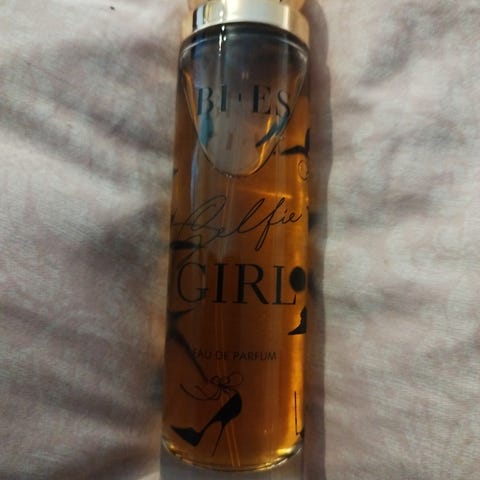 BI·ES
Selfie
GIRL
EAU DE PARFUM